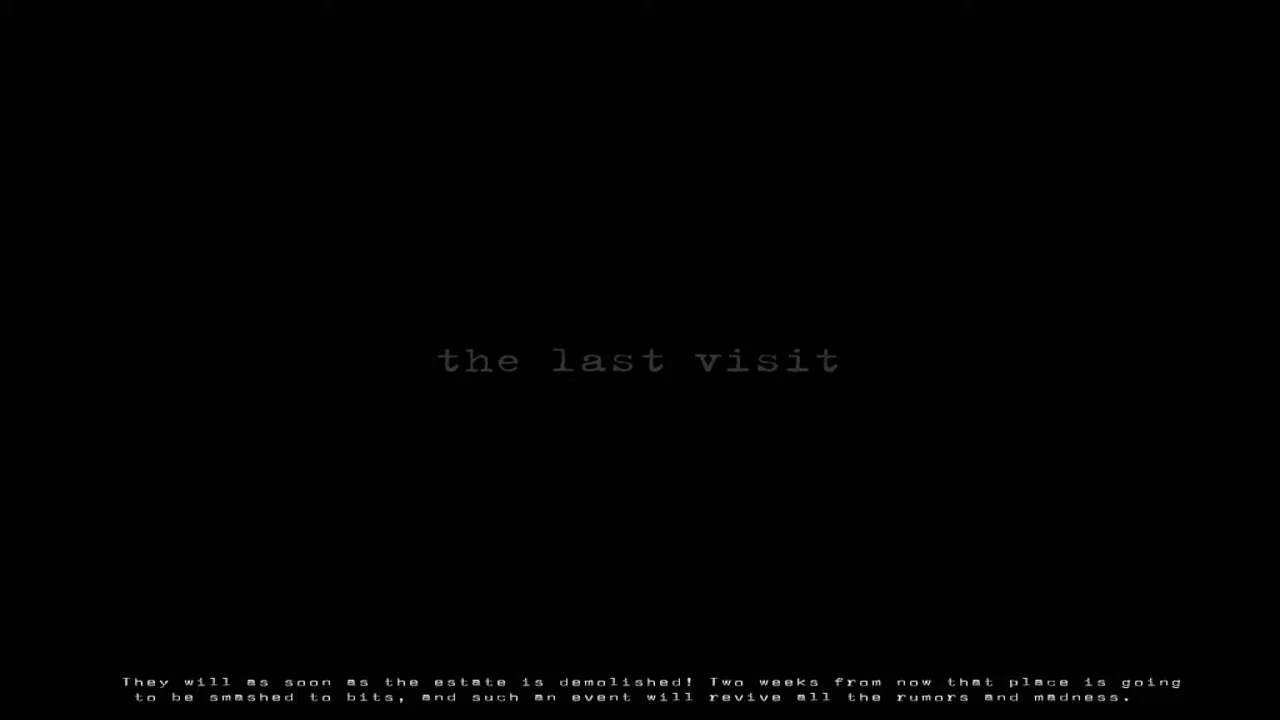 the last visit
They will as soon as the estate is demolished! Two weeks from now that place is going
to be smashed to bits, and such an event will revive all the rumors and madness.